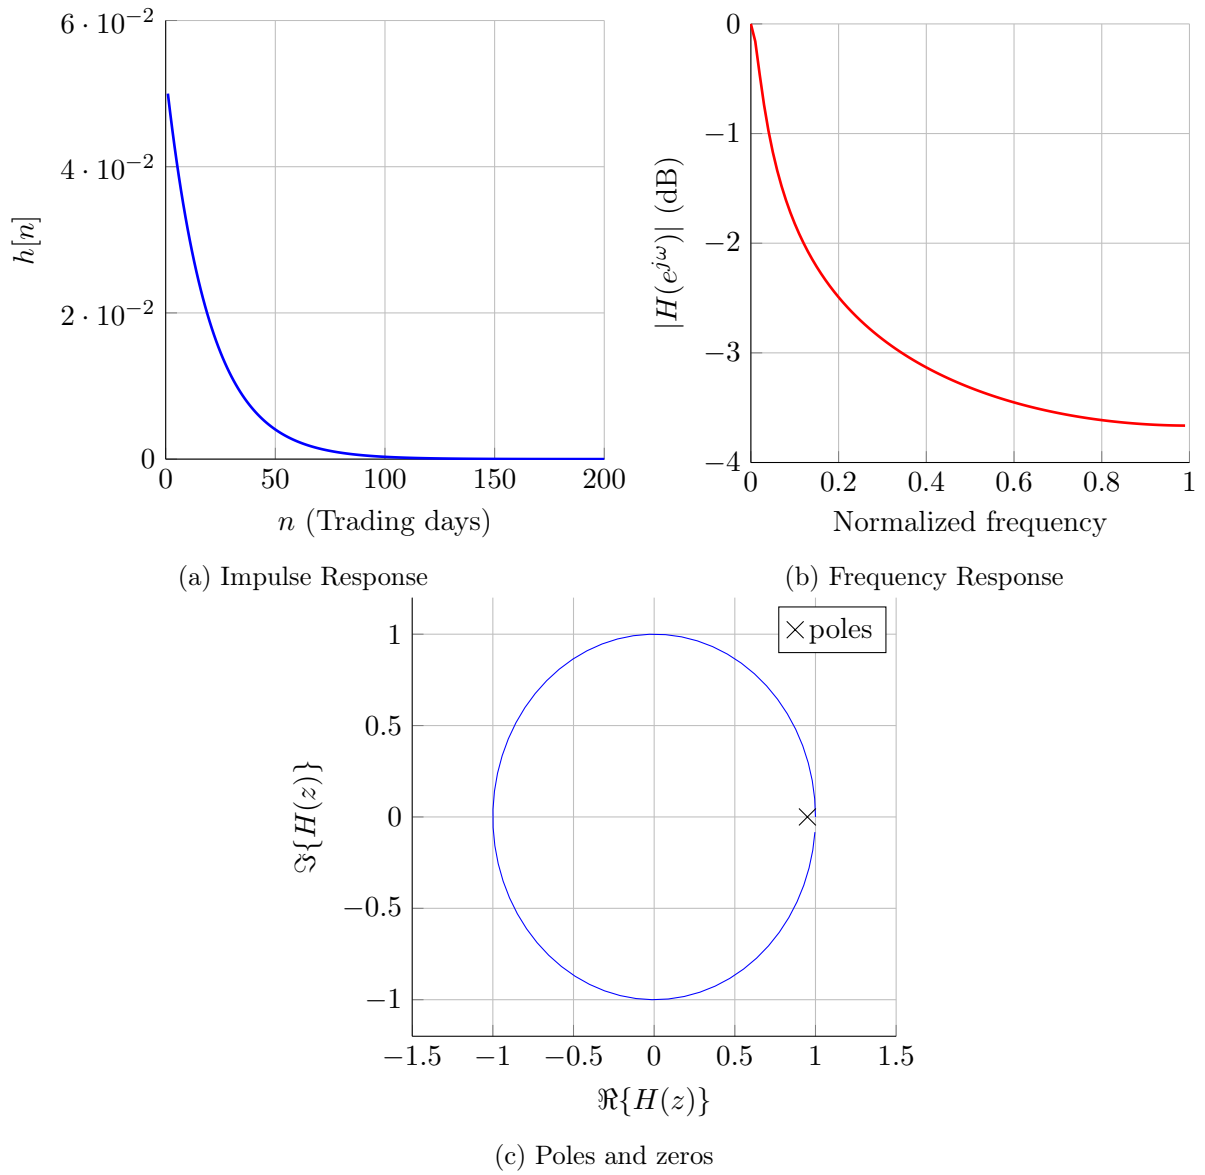 6 · 10⁻²
4 · 10⁻²
2 · 10⁻²
0
h[n]
0 50 100 150 200
n (Trading days)
(a) Impulse Response
0
−1
−2
−3
−4
|H(e^{jω})| (dB)
0 0.2 0.4 0.6 0.8 1
Normalized frequency
(b) Frequency Response
× poles
1
0.5
0
−0.5
−1
ℑ{H(z)}
−1.5 −1 −0.5 0 0.5 1 1.5
ℜ{H(z)}
(c) Poles and zeros